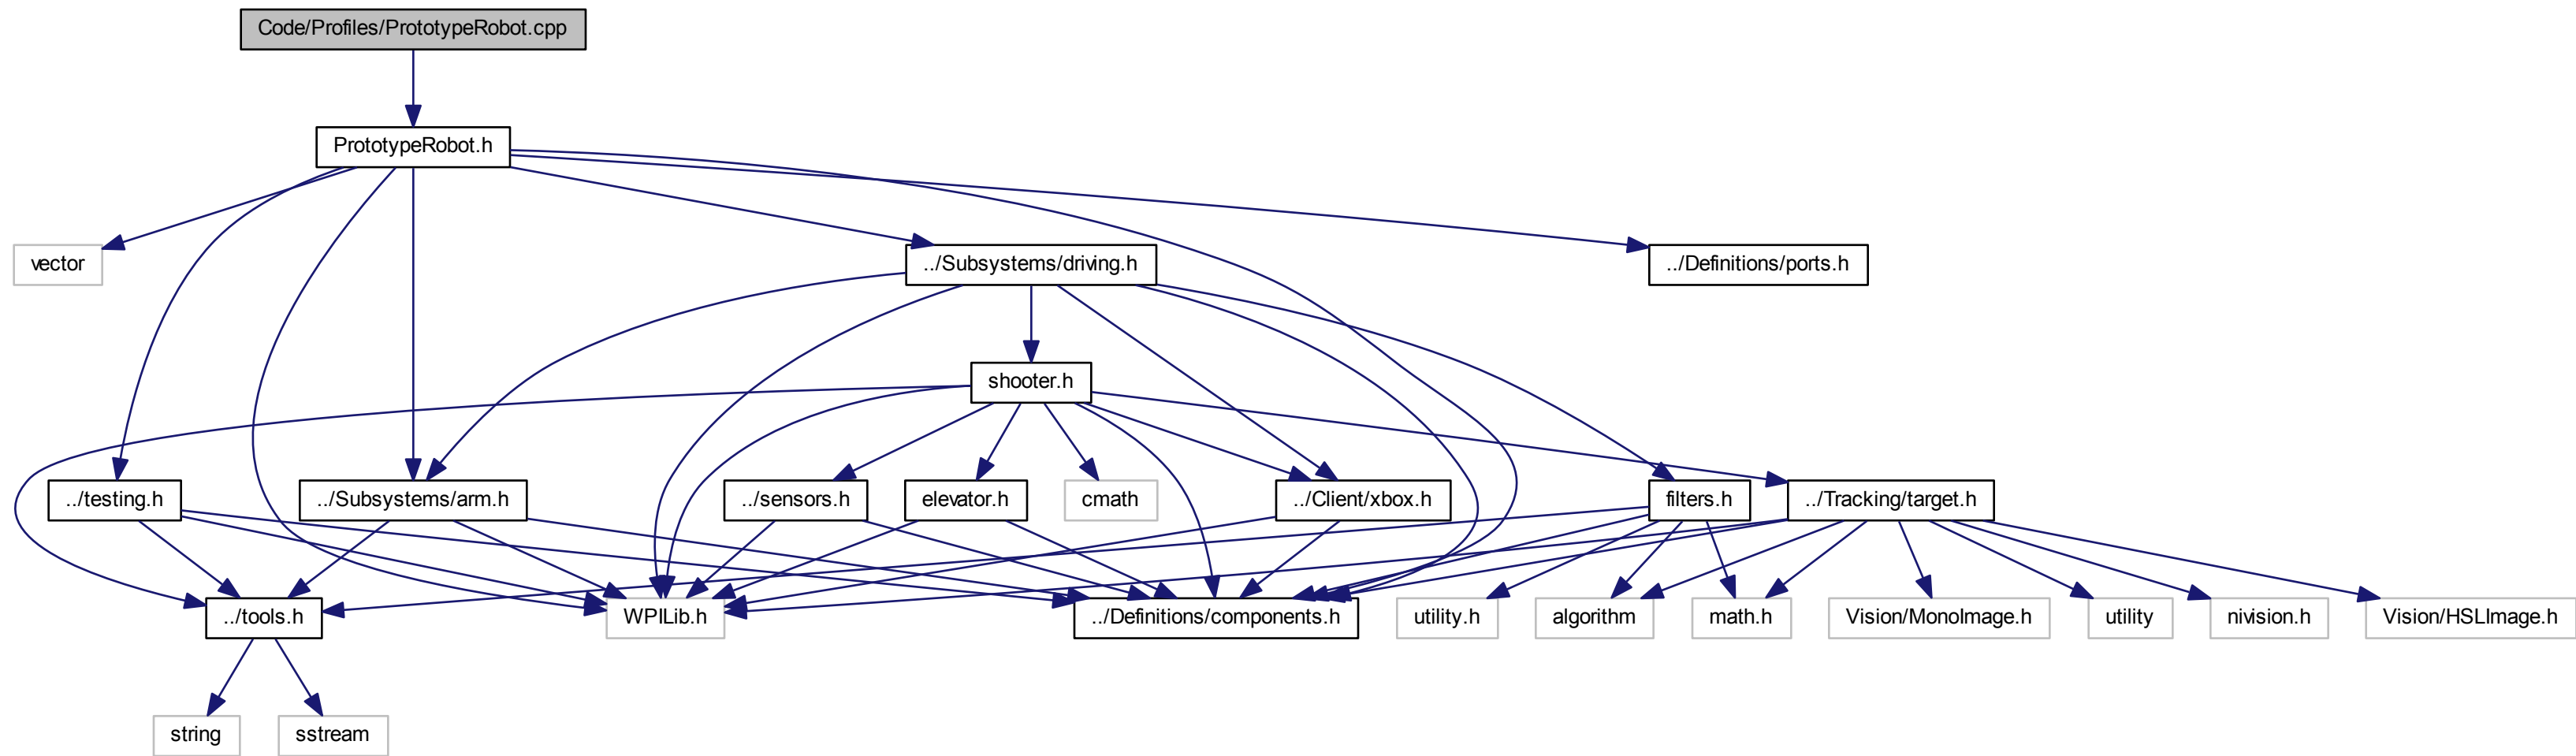 Code/Profiles/PrototypeRobot.cpp
PrototypeRobot.h
vector
../Subsystems/driving.h
../Definitions/ports.h
shooter.h
../testing.h
../Subsystems/arm.h
../sensors.h
elevator.h
cmath
../Client/xbox.h
filters.h
../Tracking/target.h
../tools.h
WPILib.h
../Definitions/components.h
utility.h
algorithm
math.h
Vision/MonoImage.h
utility
nivision.h
Vision/HSLImage.h
string
sstream